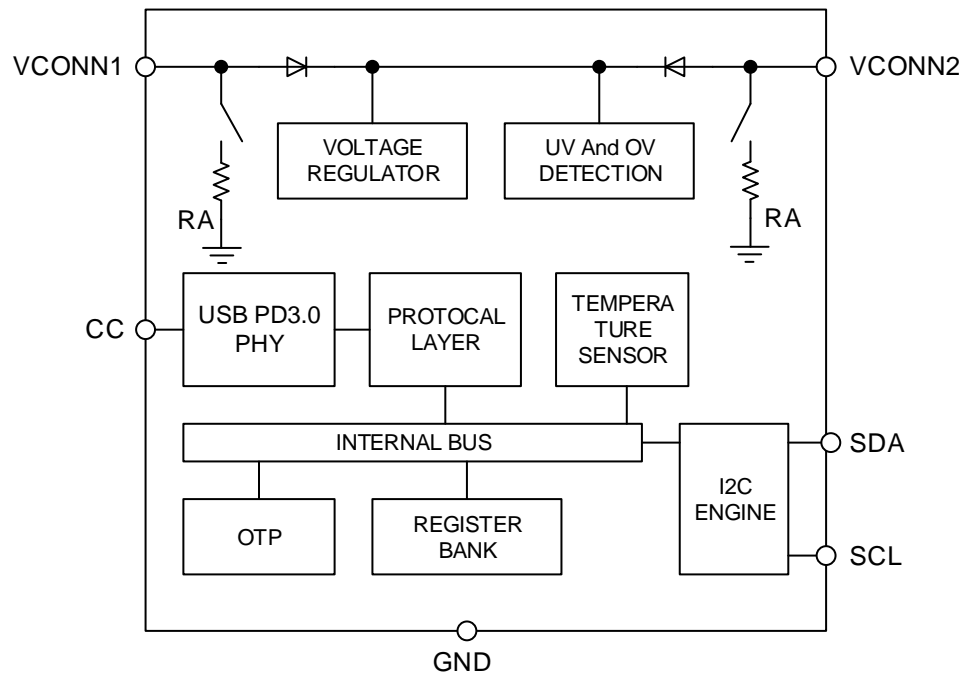 VCONN1
VCONN2
VOLTAGE
REGULATOR
UV And OV
DETECTION
RA
RA
CC
USB PD3.0
PHY
PROTOCAL
LAYER
TEMPERA
TURE
SENSOR
INTERNAL BUS
SDA
I2C
ENGINE
OTP
REGISTER
BANK
SCL
GND